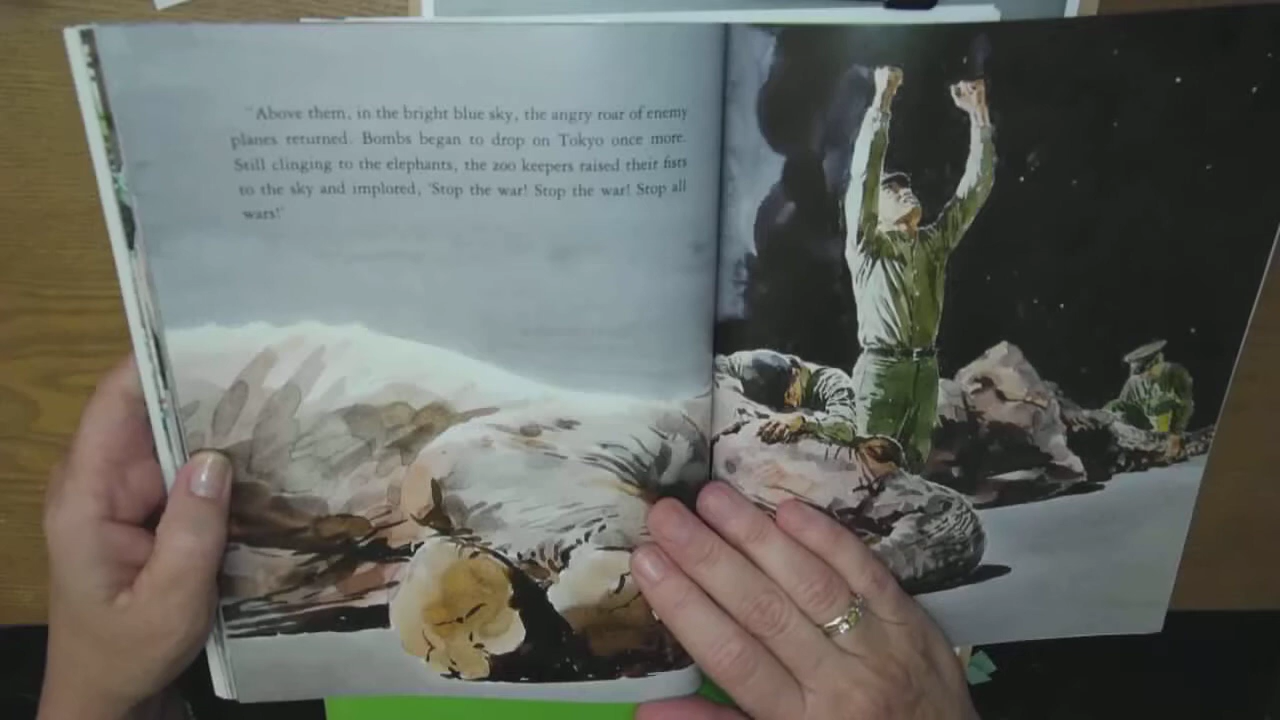 "Above them, in the bright blue sky, the angry roar of enemy
planes returned. Bombs began to drop on Tokyo once more.
Still clinging to the elephants, the zoo keepers raised their fists
to the sky and implored, 'Stop the war! Stop the war! Stop all
wars!'